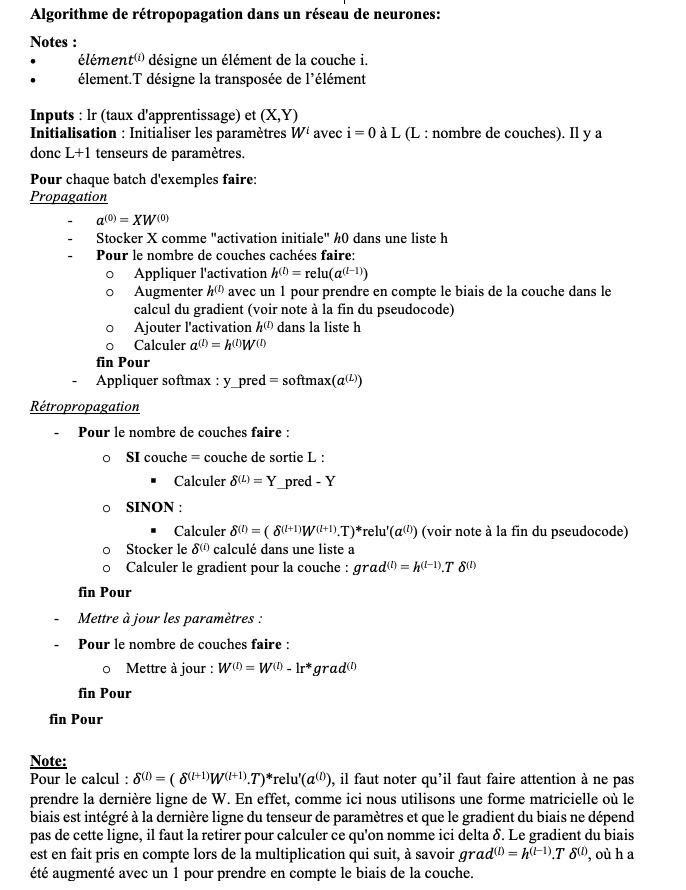 Algorithme de rétropopagation dans un réseau de neurones:
Notes :
• élément⁽ⁱ⁾ désigne un élément de la couche i.
• élement.T désigne la transposée de l'élément
Inputs : lr (taux d'apprentissage) et (X,Y)
Initialisation : Initialiser les paramètres Wⁱ avec i = 0 à L (L : nombre de couches). Il y a
donc L+1 tenseurs de paramètres.
Pour chaque batch d'exemples faire:
Propagation
- a⁽⁰⁾ = XW⁽⁰⁾
- Stocker X comme "activation initiale" h0 dans une liste h
- Pour le nombre de couches cachées faire:
o Appliquer l'activation h⁽ˡ⁾ = relu(a⁽ˡ⁻¹⁾)
o Augmenter h⁽ˡ⁾ avec un 1 pour prendre en compte le biais de la couche dans le
calcul du gradient (voir note à la fin du pseudocode)
o Ajouter l'activation h⁽ˡ⁾ dans la liste h
o Calculer a⁽ˡ⁾ = h⁽ˡ⁾W⁽ˡ⁾
fin Pour
- Appliquer softmax : y_pred = softmax(a⁽ᴸ⁾)
Rétropropagation
- Pour le nombre de couches faire :
o SI couche = couche de sortie L :
▪ Calculer δ⁽ᴸ⁾ = Y_pred - Y
o SINON :
▪ Calculer δ⁽ˡ⁾ = ( δ⁽ˡ⁺¹⁾W⁽ˡ⁺¹⁾.T)*relu'(a⁽ˡ⁾) (voir note à la fin du pseudocode)
o Stocker le δ⁽ⁱ⁾ calculé dans une liste a
o Calculer le gradient pour la couche : grad⁽ˡ⁾ = h⁽ˡ⁻¹⁾.T δ⁽ˡ⁾
fin Pour
- Mettre à jour les paramètres :
- Pour le nombre de couches faire :
o Mettre à jour : W⁽ˡ⁾ = W⁽ˡ⁾ - lr*grad⁽ˡ⁾
fin Pour
fin Pour
Note:
Pour le calcul : δ⁽ˡ⁾ = ( δ⁽ˡ⁺¹⁾W⁽ˡ⁺¹⁾.T)*relu'(a⁽ˡ⁾), il faut noter qu'il faut faire attention à ne pas
prendre la dernière ligne de W. En effet, comme ici nous utilisons une forme matricielle où le
biais est intégré à la dernière ligne du tenseur de paramètres et que le gradient du biais ne dépend
pas de cette ligne, il faut la retirer pour calculer ce qu'on nomme ici delta δ. Le gradient du biais
est en fait pris en compte lors de la multiplication qui suit, à savoir grad⁽ˡ⁾ = h⁽ˡ⁻¹⁾.T δ⁽ˡ⁾, où h a
été augmenté avec un 1 pour prendre en compte le biais de la couche.